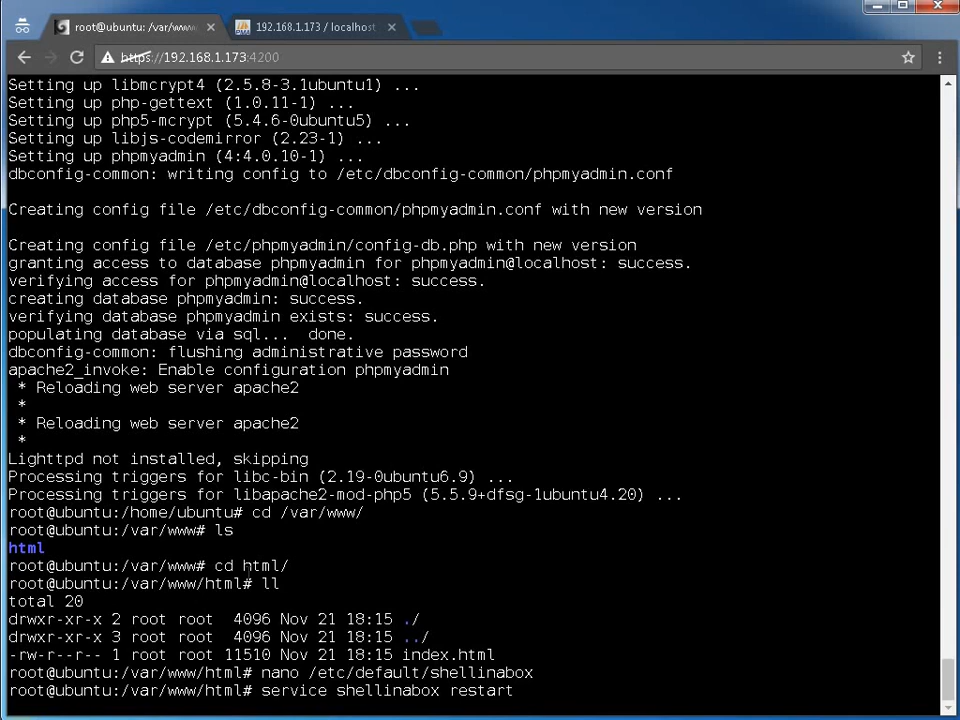 root@ubuntu: /var/www
192.168.1.173 / localhost
https://192.168.1.173:4200
Setting up libmcrypt4 (2.5.8-3.1ubuntu1) ...
Setting up php-gettext (1.0.11-1) ...
Setting up php5-mcrypt (5.4.6-0ubuntu5) ...
Setting up libjs-codemirror (2.23-1) ...
Setting up phpmyadmin (4:4.0.10-1) ...
dbconfig-common: writing config to /etc/dbconfig-common/phpmyadmin.conf
Creating config file /etc/dbconfig-common/phpmyadmin.conf with new version
Creating config file /etc/phpmyadmin/config-db.php with new version
granting access to database phpmyadmin for phpmyadmin@localhost: success.
verifying access for phpmyadmin@localhost: success.
creating database phpmyadmin: success.
verifying database phpmyadmin exists: success.
populating database via sql...  done.
dbconfig-common: flushing administrative password
apache2_invoke: Enable configuration phpmyadmin
 * Reloading web server apache2
 *
 * Reloading web server apache2
 *
Lighttpd not installed, skipping
Processing triggers for libc-bin (2.19-0ubuntu6.9) ...
Processing triggers for libapache2-mod-php5 (5.5.9+dfsg-1ubuntu4.20) ...
root@ubuntu:/home/ubuntu# cd /var/www/
root@ubuntu:/var/www# ls
html
root@ubuntu:/var/www# cd html/
root@ubuntu:/var/www/html# ll
total 20
drwxr-xr-x 2 root root  4096 Nov 21 18:15 ./
drwxr-xr-x 3 root root  4096 Nov 21 18:15 ../
-rw-r--r-- 1 root root 11510 Nov 21 18:15 index.html
root@ubuntu:/var/www/html# nano /etc/default/shellinabox
root@ubuntu:/var/www/html# service shellinabox restart